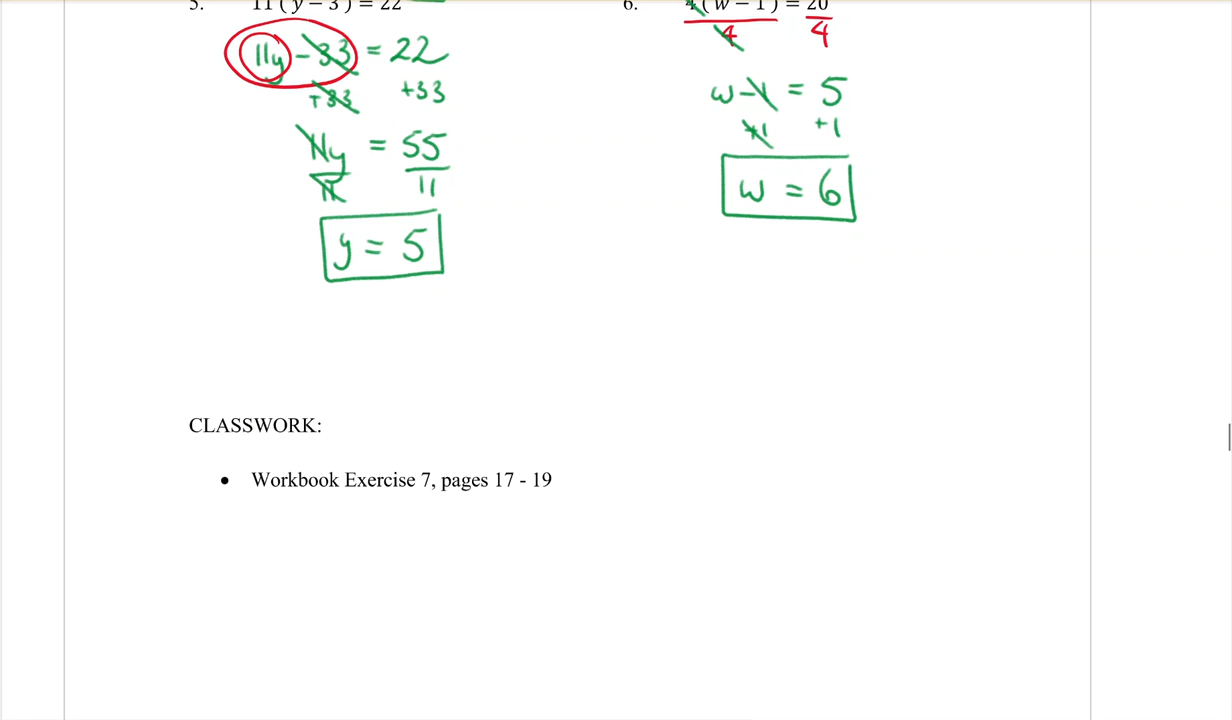 5. 11 ( y − 3 ) = 22
11y - 33 = 22
+33 +33
11y = 55
11 11
y = 5
6. 4 ( w − 1 ) = 20
4 4
w - 1 = 5
+1 +1
w = 6
CLASSWORK:
• Workbook Exercise 7, pages 17 - 19